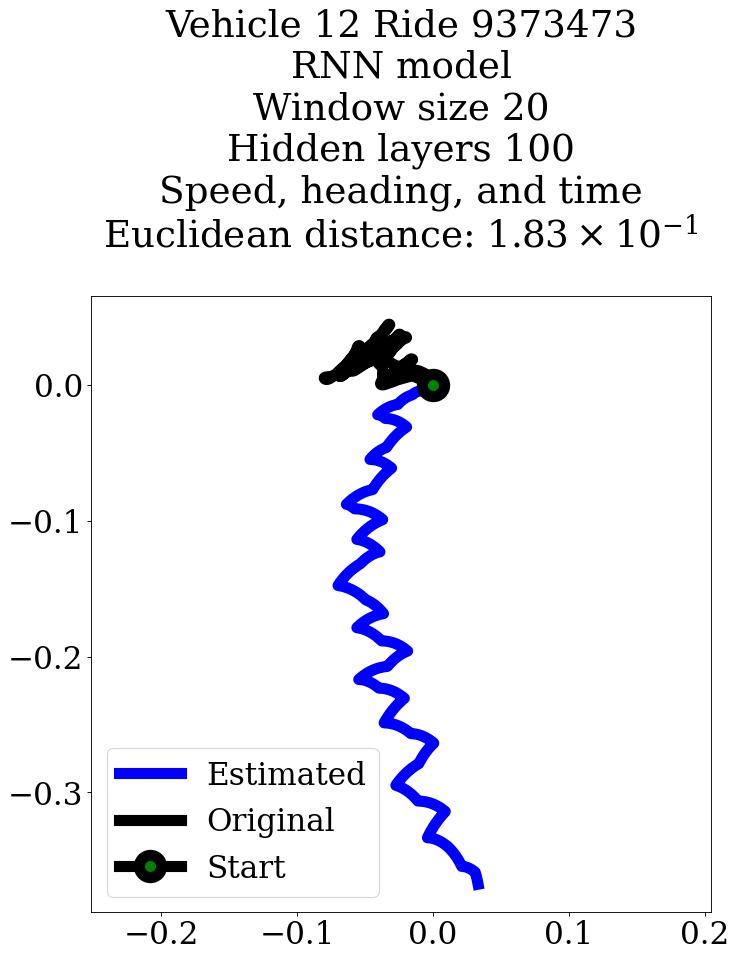 Vehicle 12 Ride 9373473
RNN model
Window size 20
Hidden layers 100
Speed, heading, and time
Euclidean distance: 1.83 × 10⁻¹
0.0
−0.1
−0.2
−0.3
Estimated
Original
Start
−0.2 −0.1 0.0 0.1 0.2